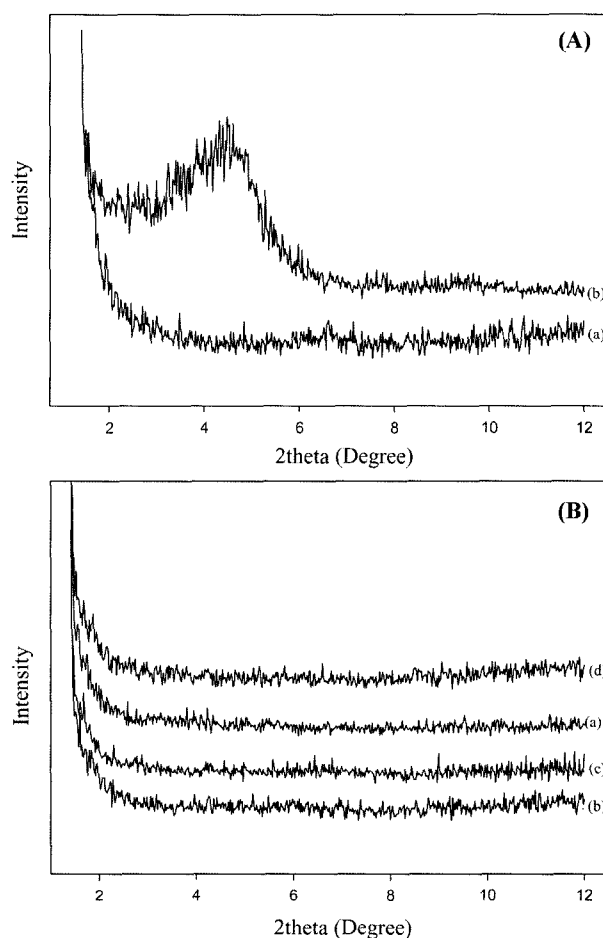 (A)
Intensity
(b)
(a)
2 4 6 8 10 12
2theta (Degree)
(B)
Intensity
(d)
(a)
(c)
(b)
2 4 6 8 10 12
2theta (Degree)